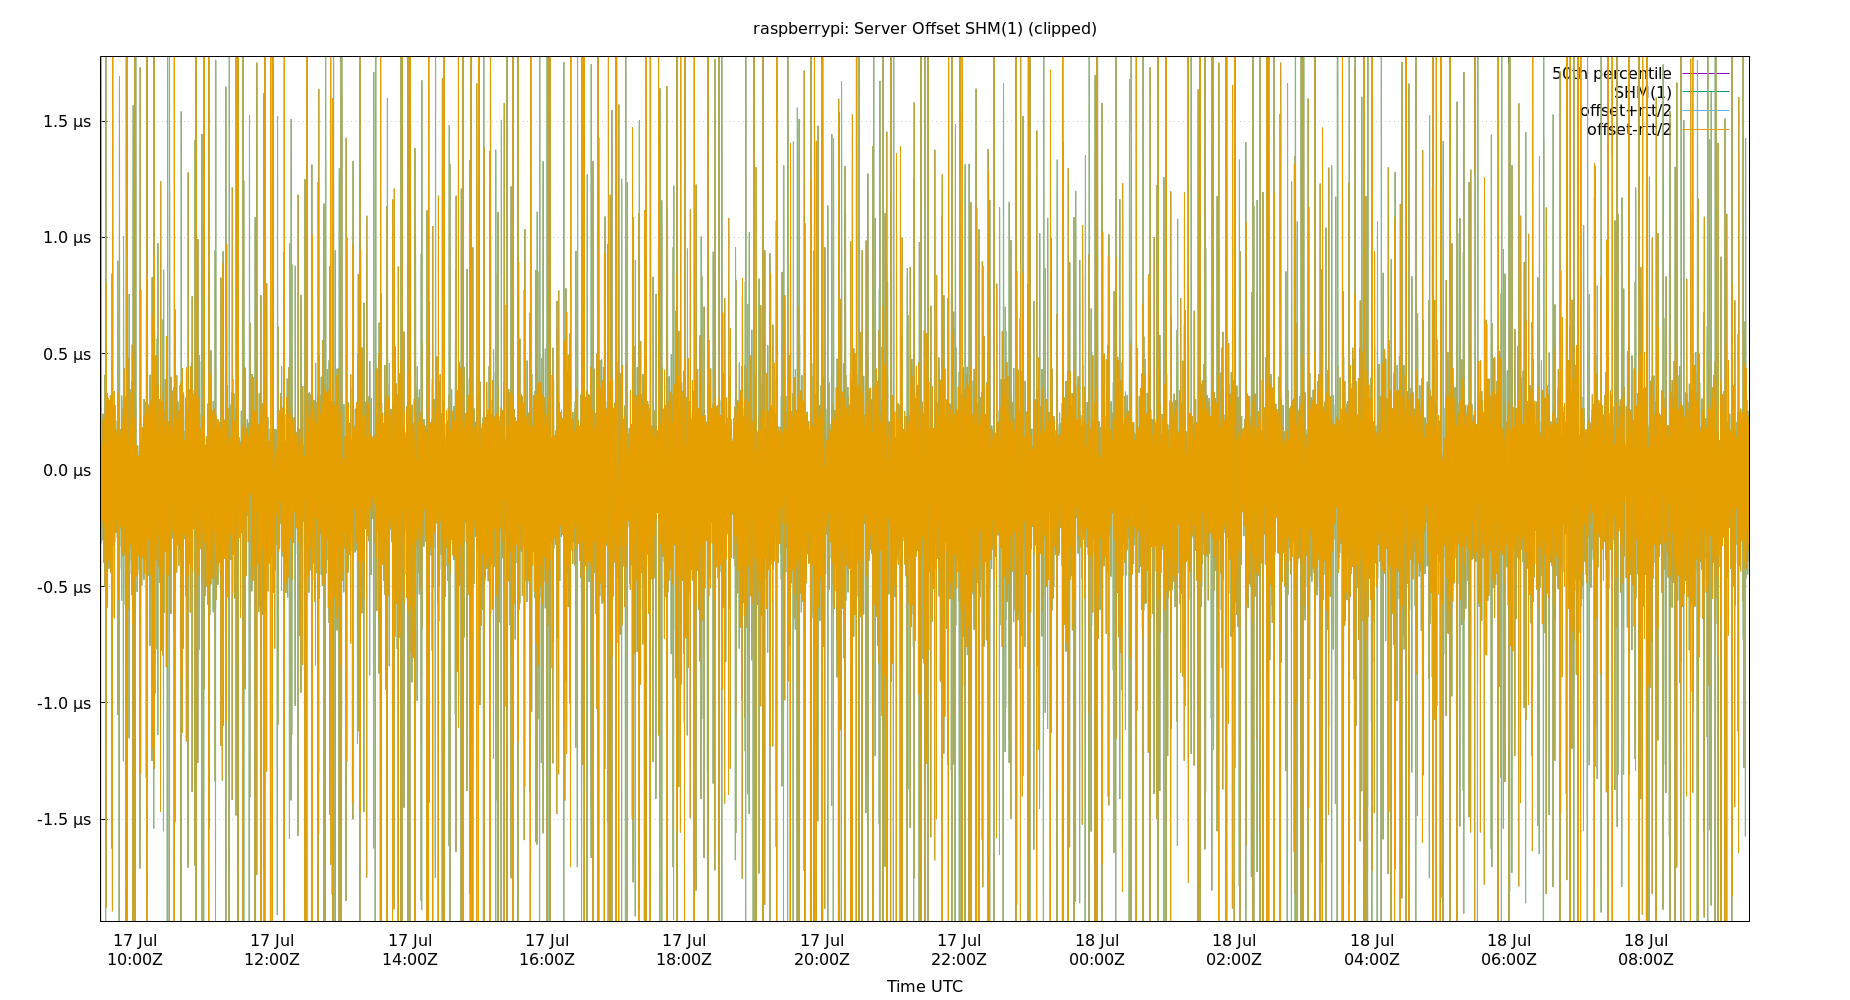 raspberrypi: Server Offset SHM(1) (clipped)
50th percentile
SHM(1)
offset+rtt/2
offset-rtt/2
1.5 µs
1.0 µs
0.5 µs
0.0 µs
-0.5 µs
-1.0 µs
-1.5 µs
17 Jul 17 Jul 17 Jul 17 Jul 17 Jul 17 Jul 17 Jul 18 Jul 18 Jul 18 Jul 18 Jul 18 Jul
10:00Z 12:00Z 14:00Z 16:00Z 18:00Z 20:00Z 22:00Z 00:00Z 02:00Z 04:00Z 06:00Z 08:00Z
Time UTC